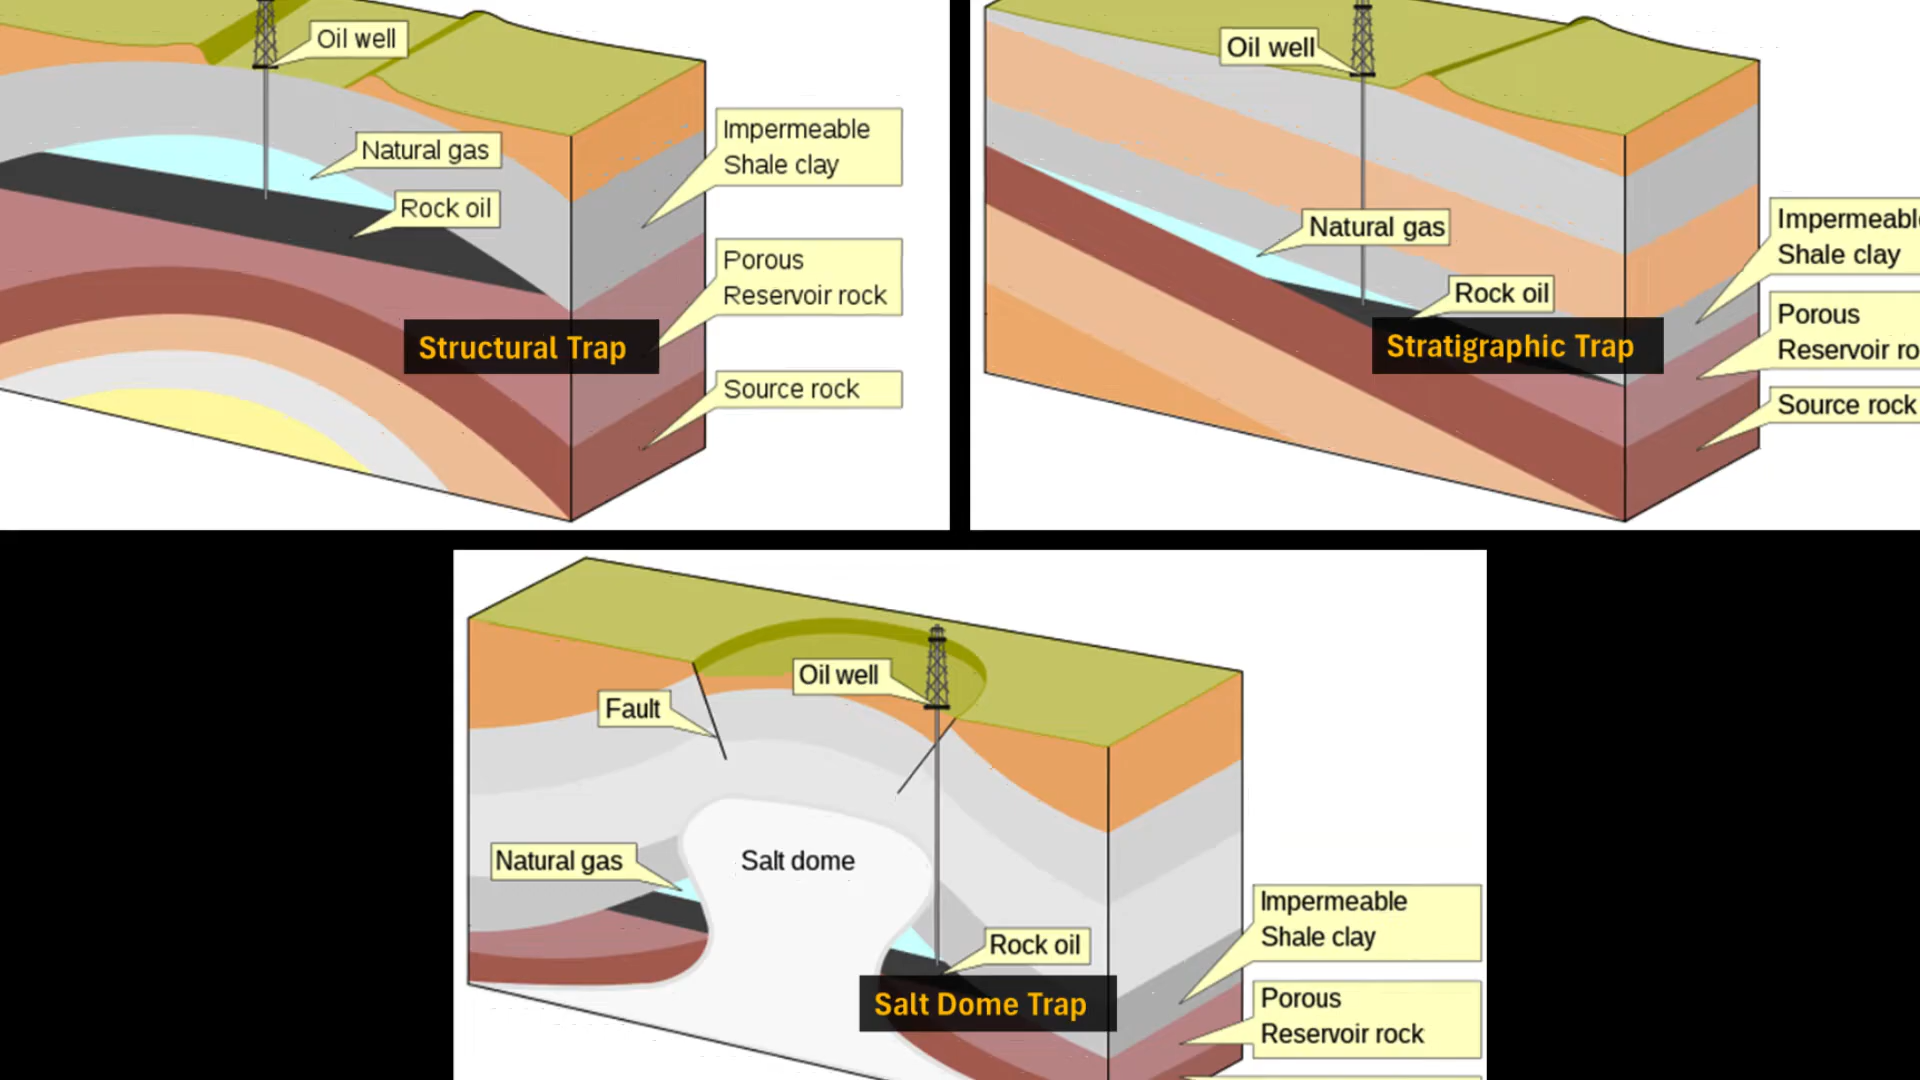 Oil well
Natural gas
Rock oil
Impermeable
Shale clay
Porous
Reservoir rock
Source rock
Structural Trap
Oil well
Natural gas
Rock oil
Impermeable
Shale clay
Porous
Reservoir ro
Source rock
Stratigraphic Trap
Oil well
Fault
Natural gas
Salt dome
Rock oil
Impermeable
Shale clay
Porous
Reservoir rock
Salt Dome Trap